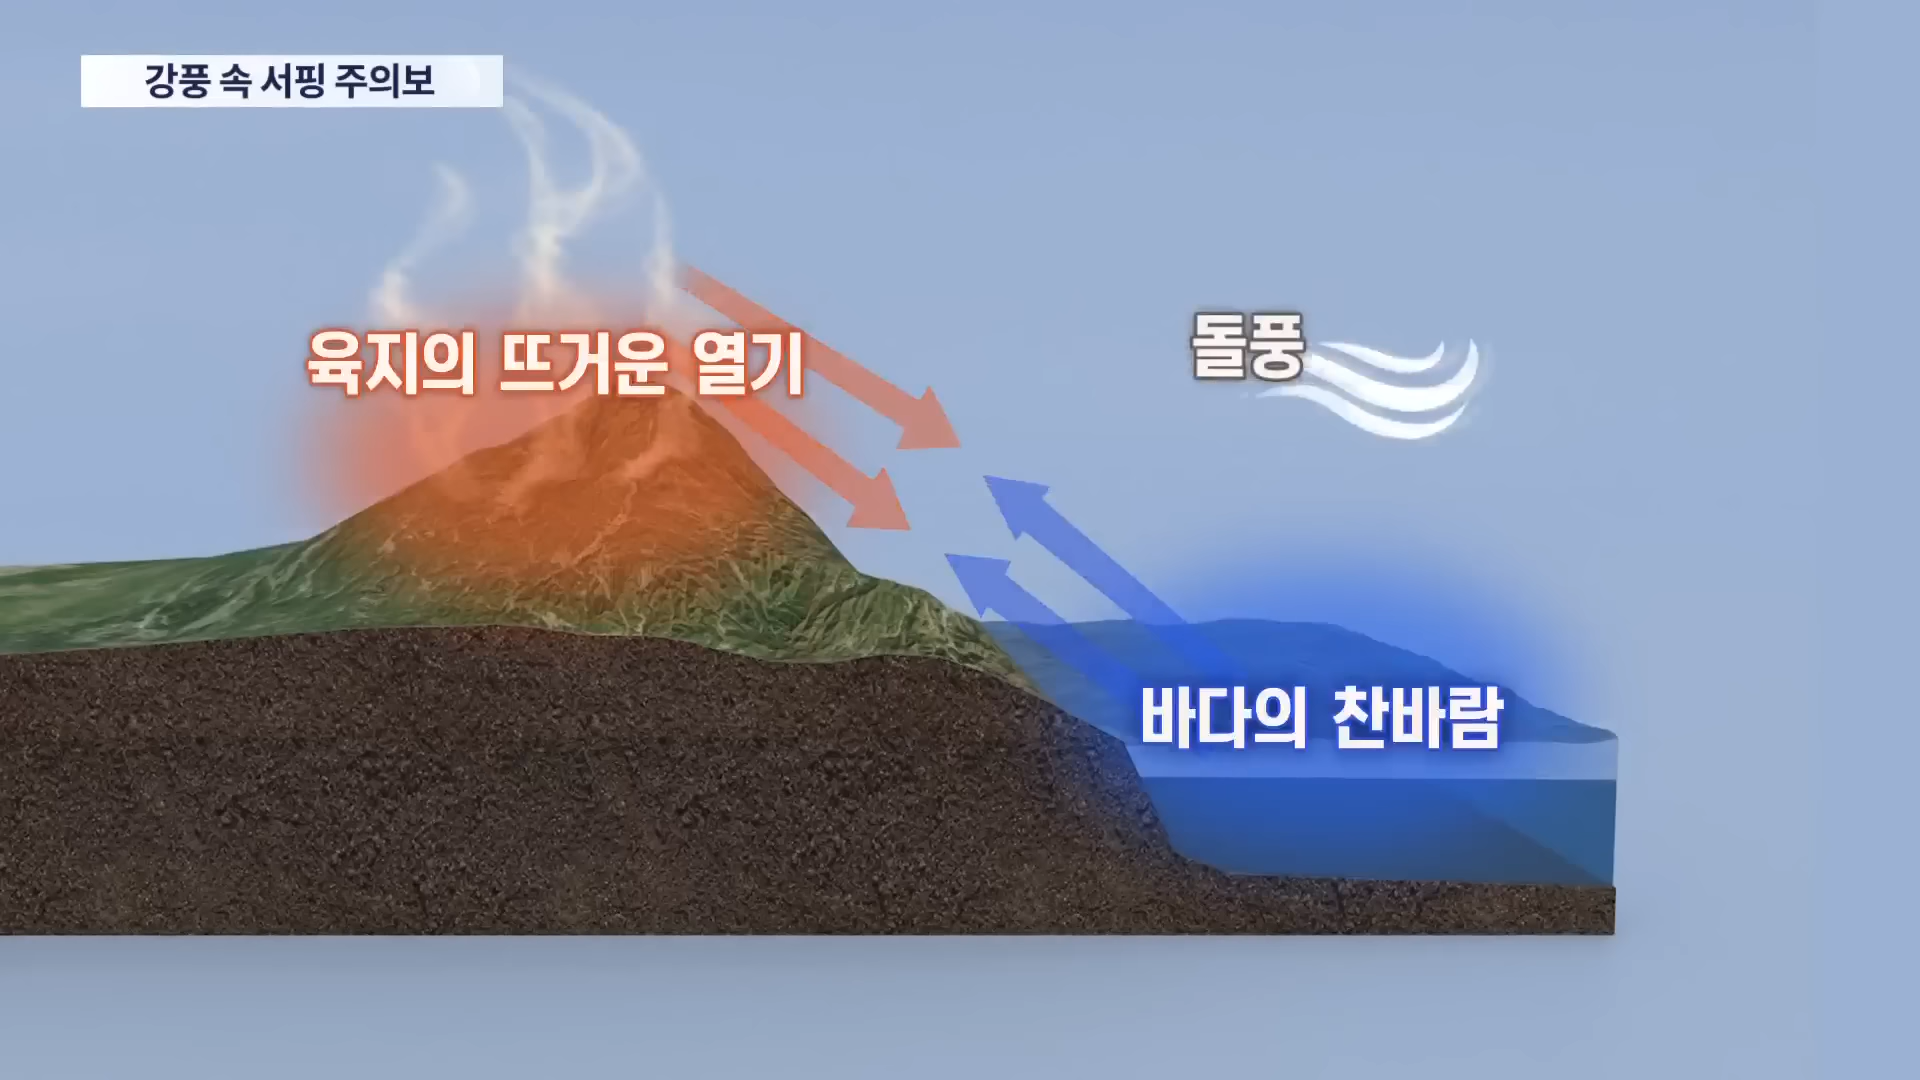 강풍 속 서핑 주의보
육지의 뜨거운 열기
돌풍
바다의 찬바람